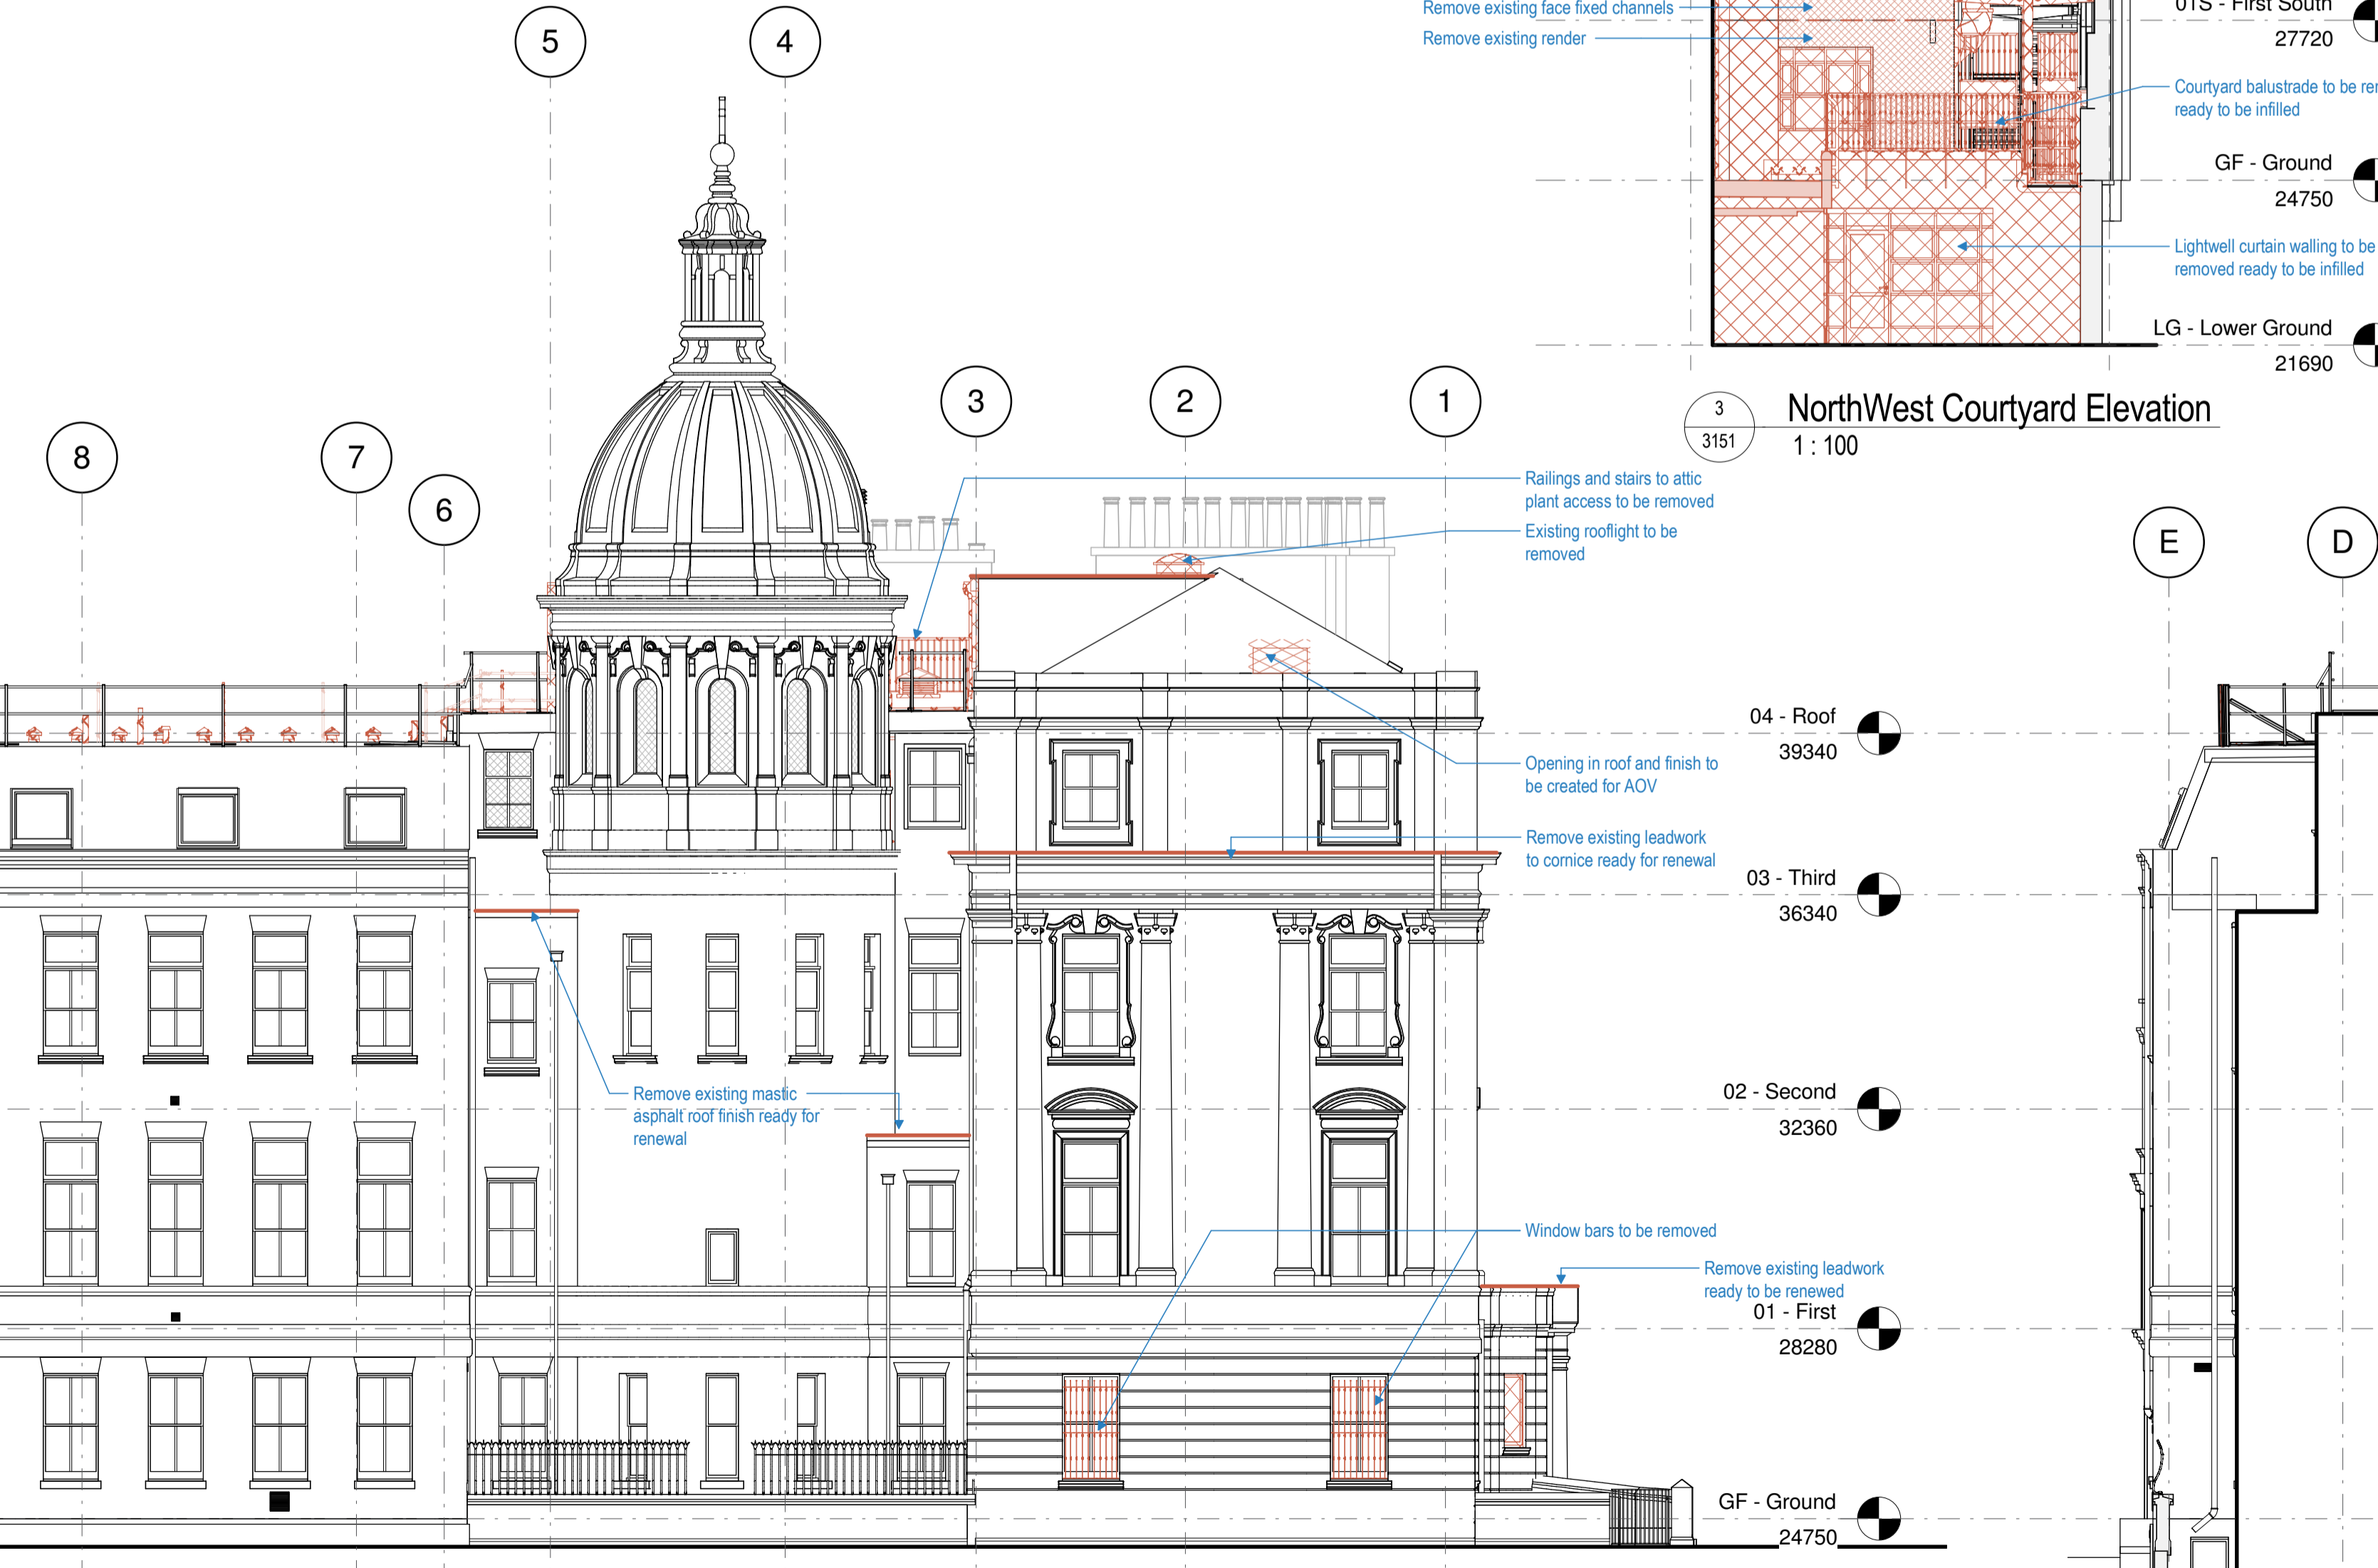 5
4
Remove existing face fixed channels
Remove existing render
01S - First South
27720
Courtyard balustrade to be
ready to be infilled
GF - Ground
24750
Lightwell curtain walling to be
removed ready to be infilled
LG - Lower Ground
21690
3
3151
NorthWest Courtyard Elevation
1 : 100
3
2
1
8
7
6
E
D
Railings and stairs to attic
plant access to be removed
Existing rooflight to be
removed
04 - Roof
39340
Opening in roof and finish to
be created for AOV
Remove existing leadwork
to cornice ready for renewal
03 - Third
36340
Remove existing mastic
asphalt roof finish ready for
renewal
02 - Second
32360
Window bars to be removed
Remove existing leadwork
ready to be renewed
01 - First
28280
GF - Ground
24750